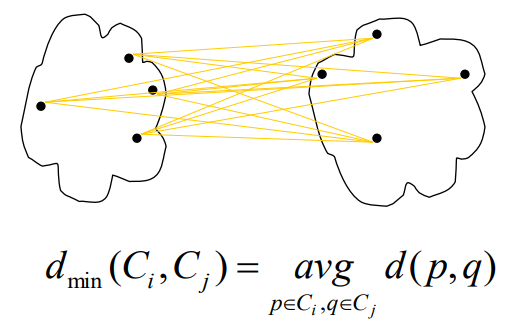 d_min (C_i, C_j) = avg d(p, q)
p∈C_i, q∈C_j